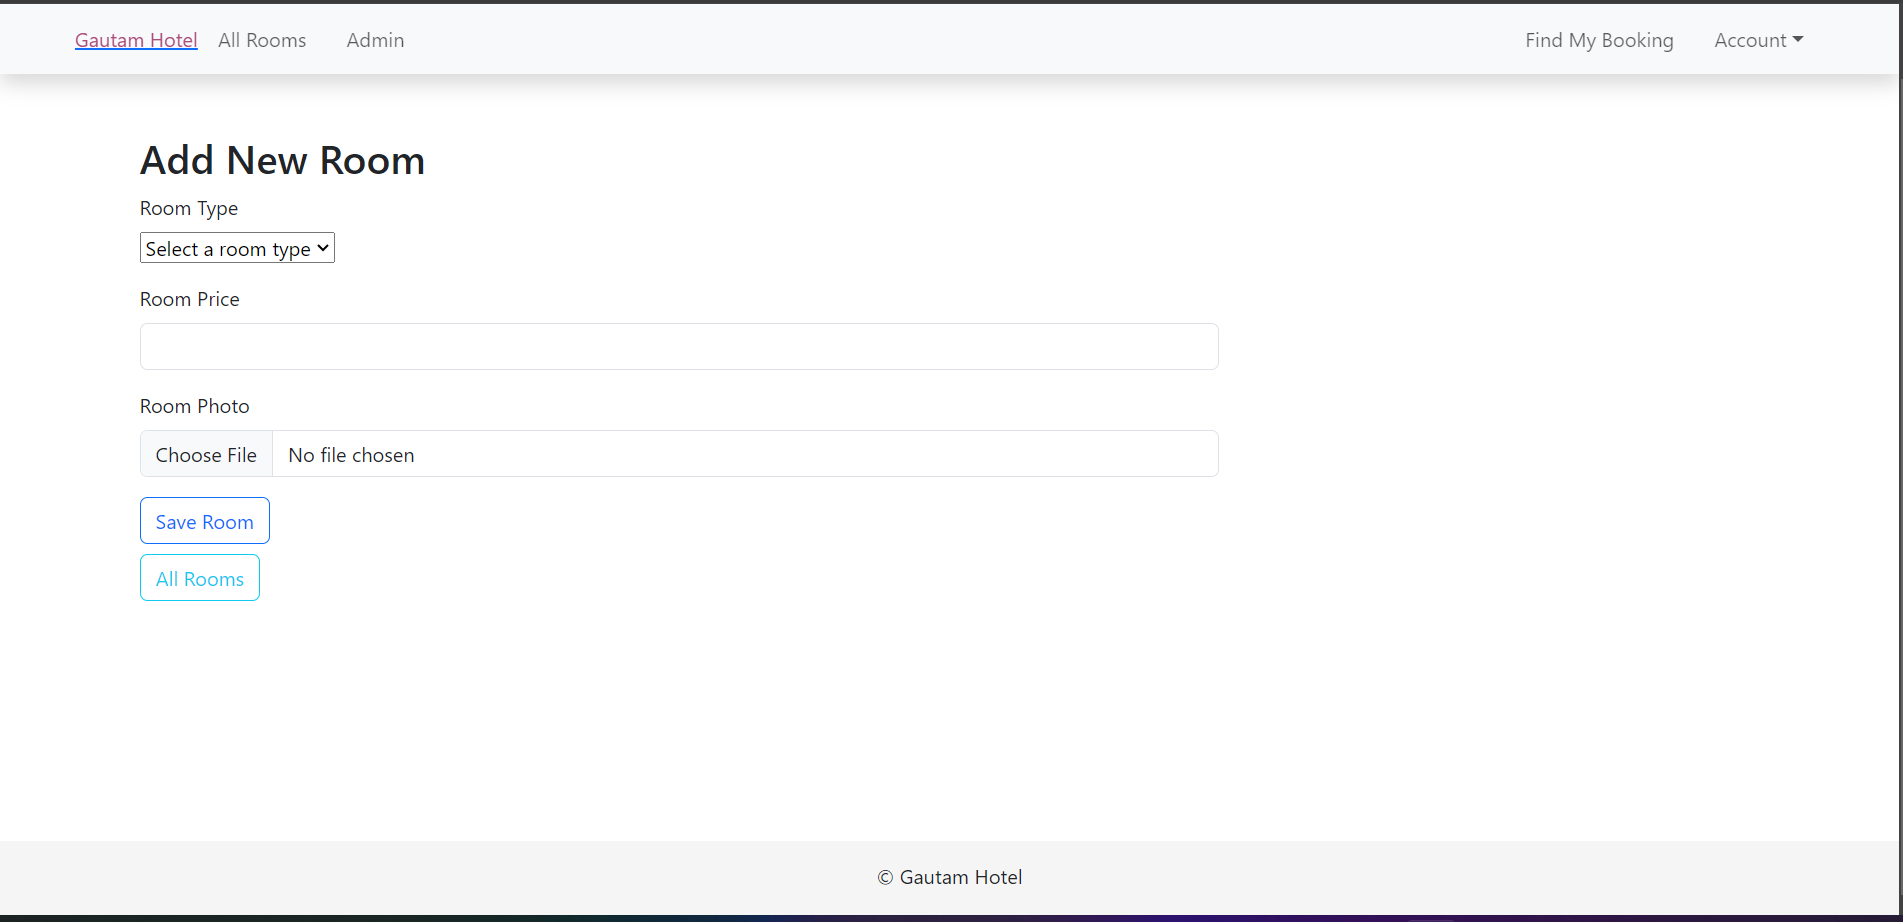 Gautam Hotel All Rooms Admin Find My Booking Account
Add New Room
Room Type
Select a room type
Room Price
Room Photo
Choose File No file chosen
Save Room
All Rooms
© Gautam Hotel